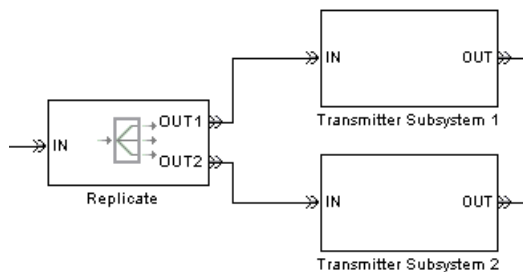 IN OUT
Transmitter Subsystem 1
IN OUT1
OUT2
Replicate
IN OUT
Transmitter Subsystem 2